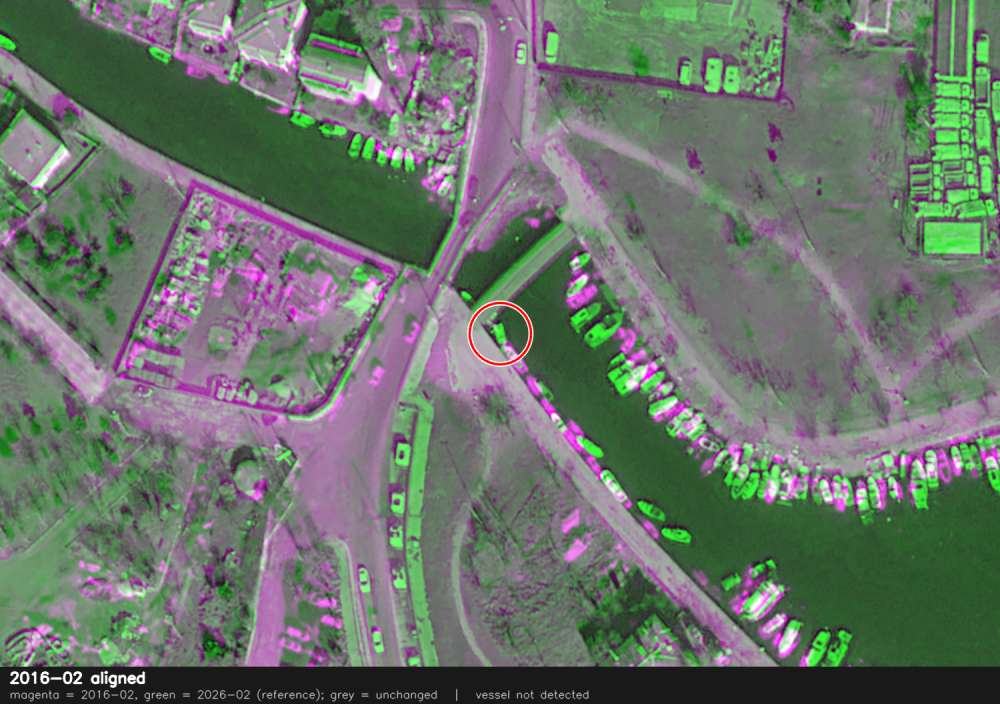 2016-02 aligned
magenta = 2016-02, green = 2026-02 (reference); grey = unchanged | vessel not detected